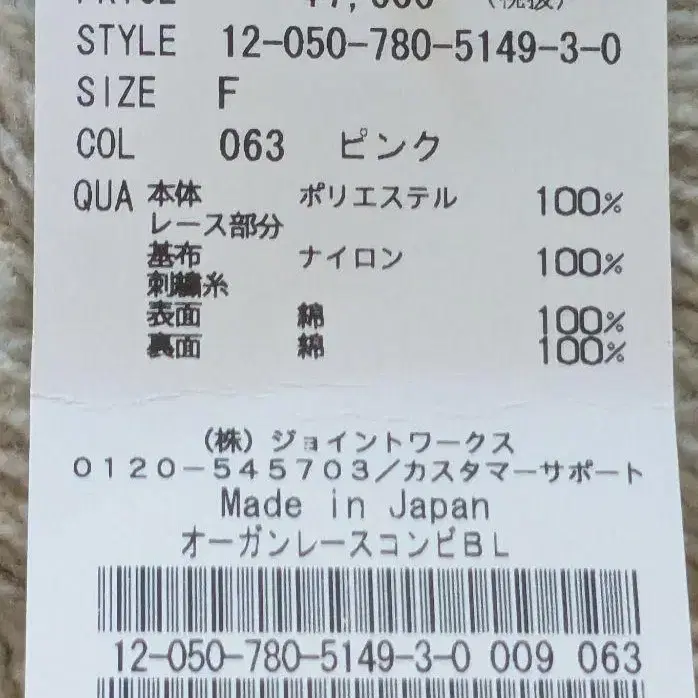 STYLE 12-050-780-5149-3-0
SIZE F
COL 063 ピンク
QUA 本体 ポリエステル 100%
レース部分
基布 ナイロン 100%
刺繍糸
表面 綿 100%
裏面 綿 100%
(株)ジョイントワークス
0120-545703/カスタマーサポート
Made in Japan
オーガンレースコンビBL
12-050-780-5149-3-0 009 063